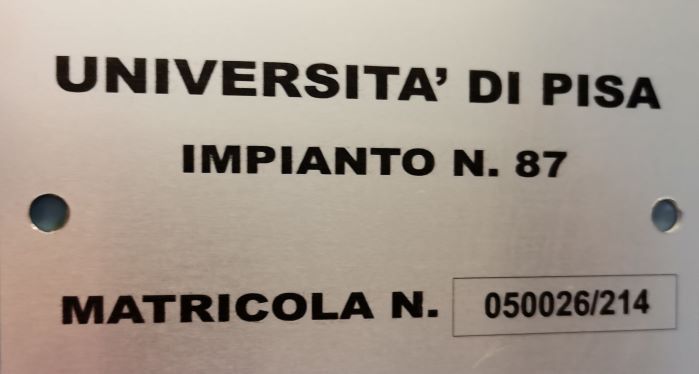 UNIVERSITA' DI PISA
IMPIANTO N. 87
MATRICOLA N. 050026/214